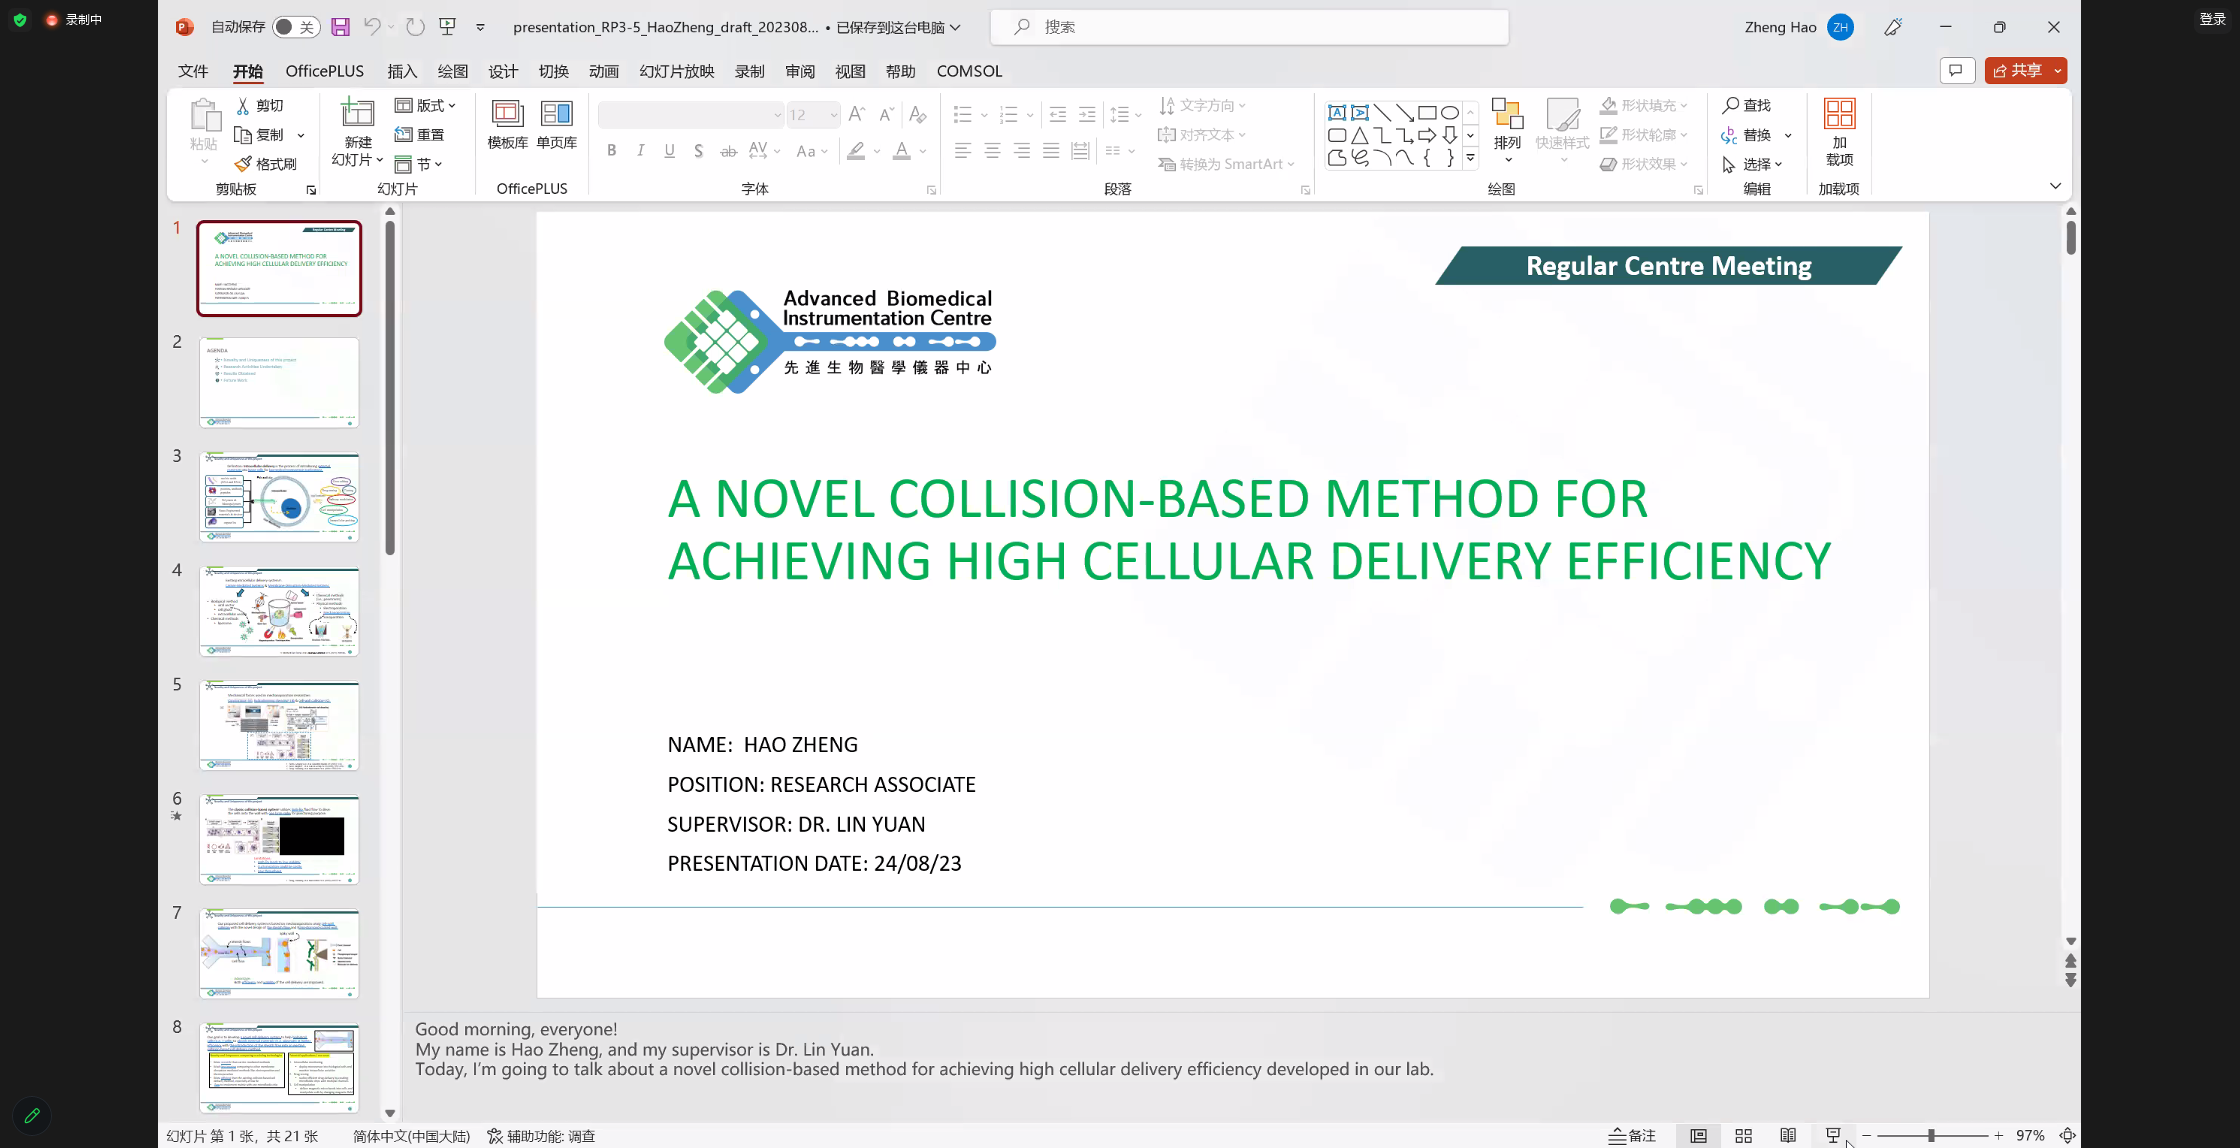 录制中
登录
自动保存 关
presentation_RP3-5_HaoZheng_draft_202308... • 已保存到这台电脑
搜索
Zheng Hao ZH
文件 开始 OfficePLUS 插入 绘图 设计 切换 动画 幻灯片放映 录制 审阅 视图 帮助 COMSOL
共享
粘贴
剪切
复制
格式刷
剪贴板
新建
幻灯片
版式
重置
节
幻灯片
模板库 单页库
OfficePLUS
12
B I U S ab AV Aa A
字体
文字方向
对齐文本
转换为 SmartArt
段落
排列
快速样式
形状填充
形状轮廓
形状效果
绘图
查找
替换
选择
编辑
加
载项
加载项
1
2
AGENDA
3
4
5
6
7
8
Regular Centre Meeting
Advanced Biomedical
Instrumentation Centre
先進生物醫學儀器中心
A NOVEL COLLISION-BASED METHOD FOR
ACHIEVING HIGH CELLULAR DELIVERY EFFICIENCY
NAME: HAO ZHENG
POSITION: RESEARCH ASSOCIATE
SUPERVISOR: DR. LIN YUAN
PRESENTATION DATE: 24/08/23
Good morning, everyone!
My name is Hao Zheng, and my supervisor is Dr. Lin Yuan.
Today, I'm going to talk about a novel collision-based method for achieving high cellular delivery efficiency developed in our lab.
幻灯片 第 1 张，共 21 张 简体中文(中国大陆) 辅助功能: 调查
备注
97%